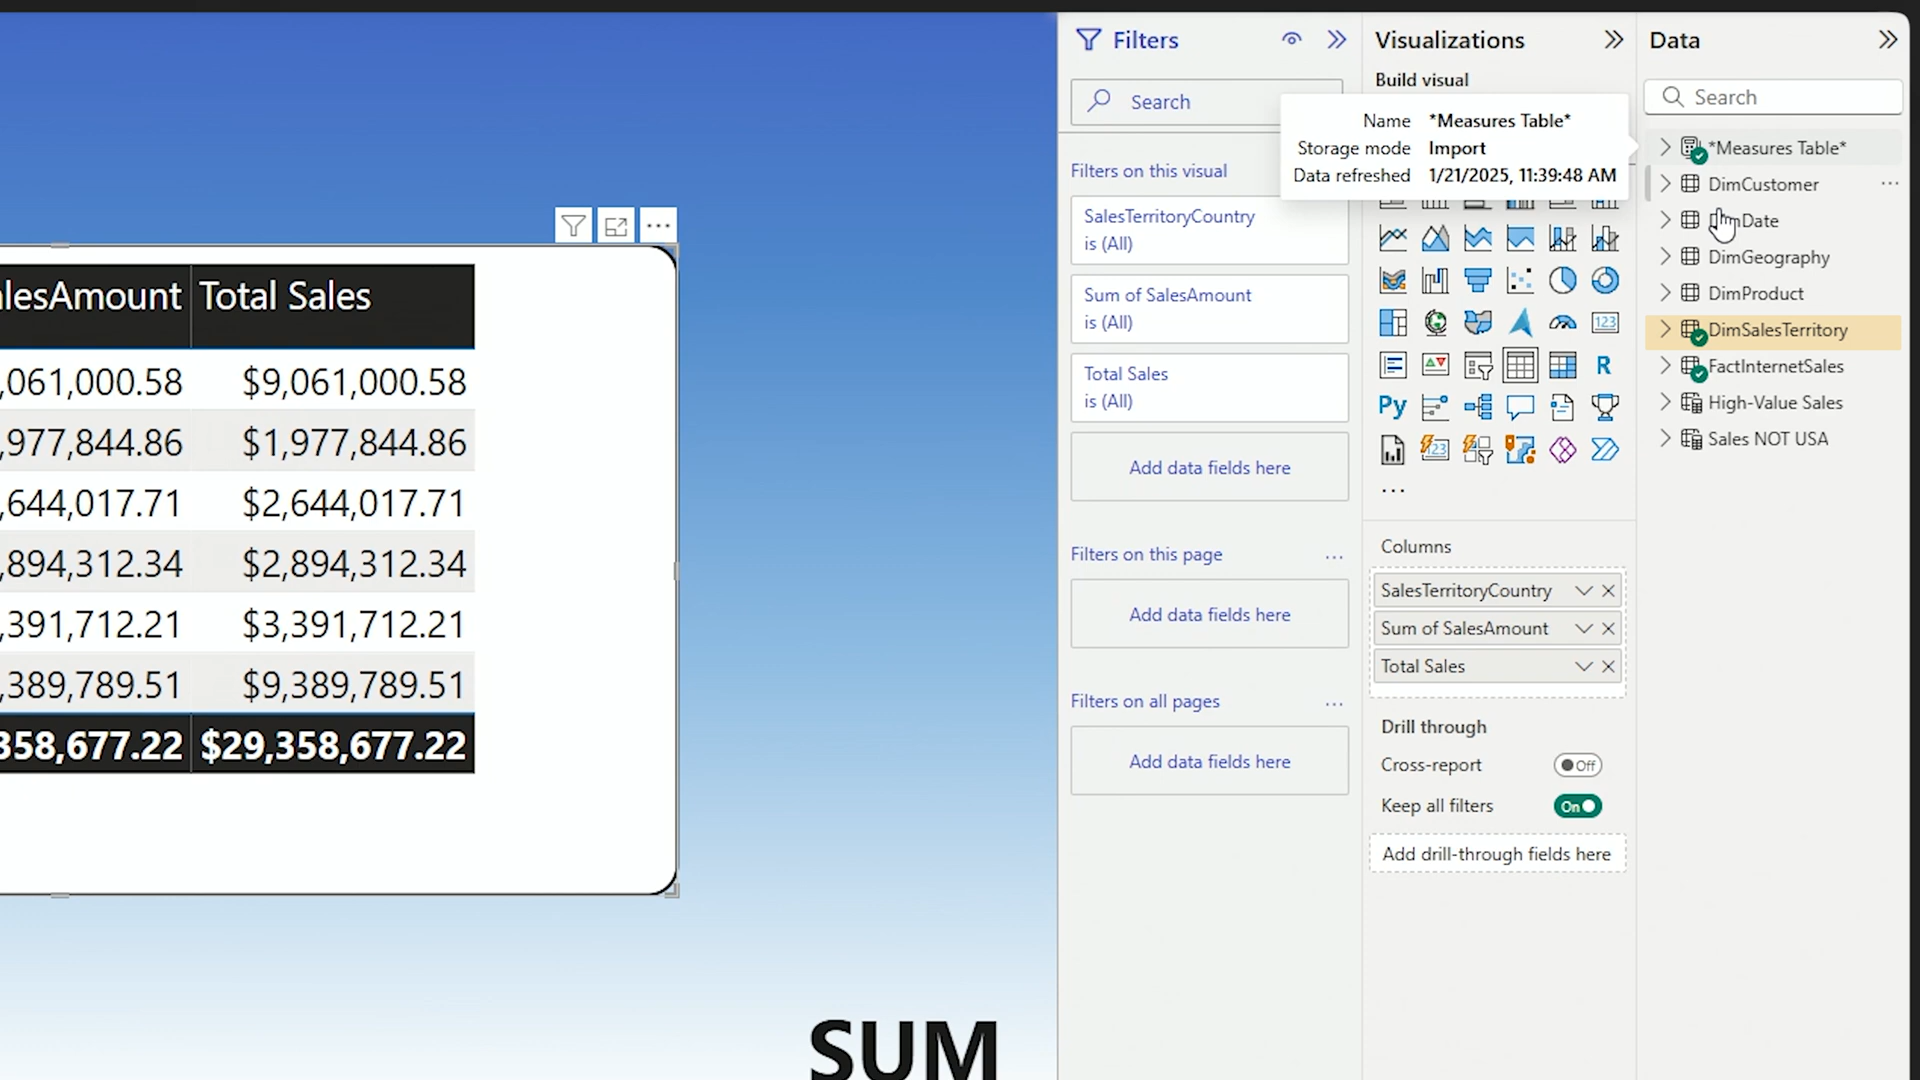 lesAmount Total Sales
,061,000.58 $9,061,000.58
,977,844.86 $1,977,844.86
,644,017.71 $2,644,017.71
,894,312.34 $2,894,312.34
,391,712.21 $3,391,712.21
,389,789.51 $9,389,789.51
358,677.22 $29,358,677.22
SUM
Filters
Search
Filters on this visual
SalesTerritoryCountry
is (All)
Sum of SalesAmount
is (All)
Total Sales
is (All)
Add data fields here
Filters on this page
Add data fields here
Filters on all pages
Add data fields here
Visualizations
Build visual
Name *Measures Table*
Storage mode Import
Data refreshed 1/21/2025, 11:39:48 AM
123
R
Py
123
Columns
SalesTerritoryCountry
Sum of SalesAmount
Total Sales
Drill through
Cross-report Off
Keep all filters On
Add drill-through fields here
Data
Search
*Measures Table*
DimCustomer
Date
DimGeography
DimProduct
DimSalesTerritory
FactInternetSales
High-Value Sales
Sales NOT USA